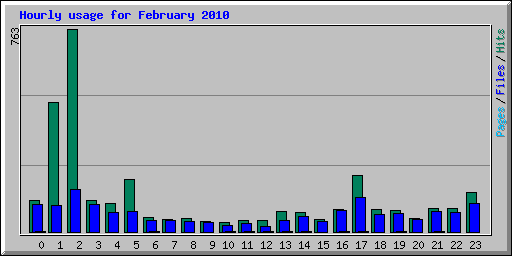 Hourly usage for February 2010
763
Pages/Files/Hits
0 1 2 3 4 5 6 7 8 9 10 11 12 13 14 15 16 17 18 19 20 21 22 23